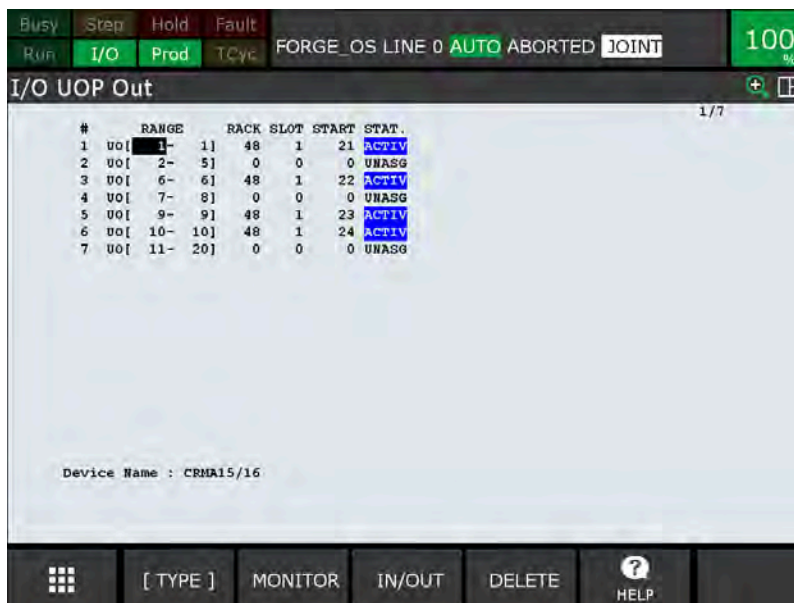 Busy Step Hold Fault
Run I/O Prod TCyc
FORGE_OS LINE 0 AUTO ABORTED JOINT
100
%
I/O UOP Out
1/7
# RANGE RACK SLOT START STAT.
1 UO[ 1- 1] 48 1 21 ACTIV
2 UO[ 2- 5] 0 0 0 UNASG
3 UO[ 6- 6] 48 1 22 ACTIV
4 UO[ 7- 8] 0 0 0 UNASG
5 UO[ 9- 9] 48 1 23 ACTIV
6 UO[ 10- 10] 48 1 24 ACTIV
7 UO[ 11- 20] 0 0 0 UNASG
Device Name : CRMA15/16
[ TYPE ] MONITOR IN/OUT DELETE HELP